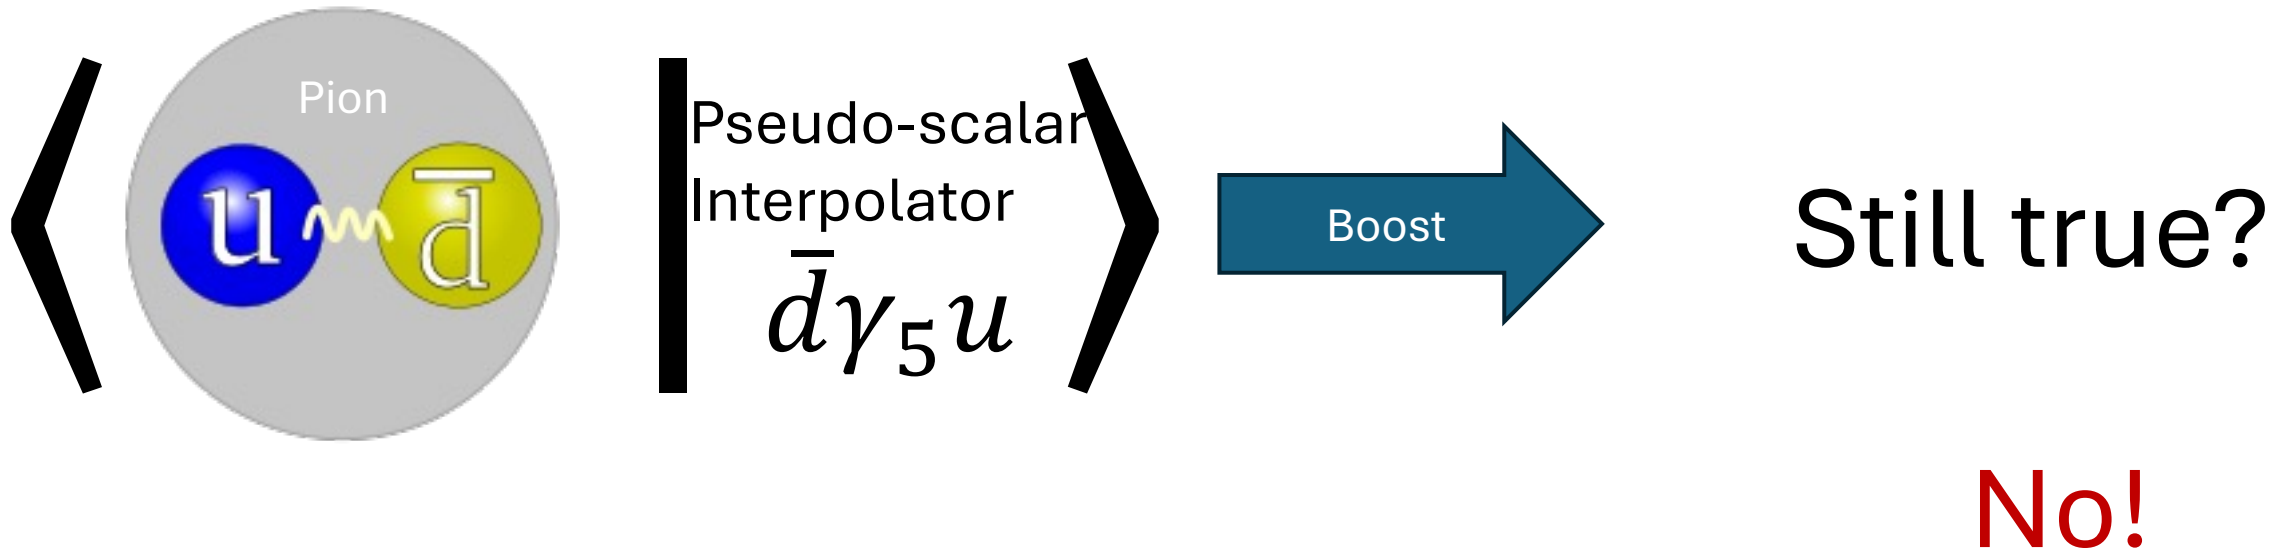 Pion
u d̅
Pseudo-scalar
Interpolator
d̅γ₅u
Boost
Still true?
No!